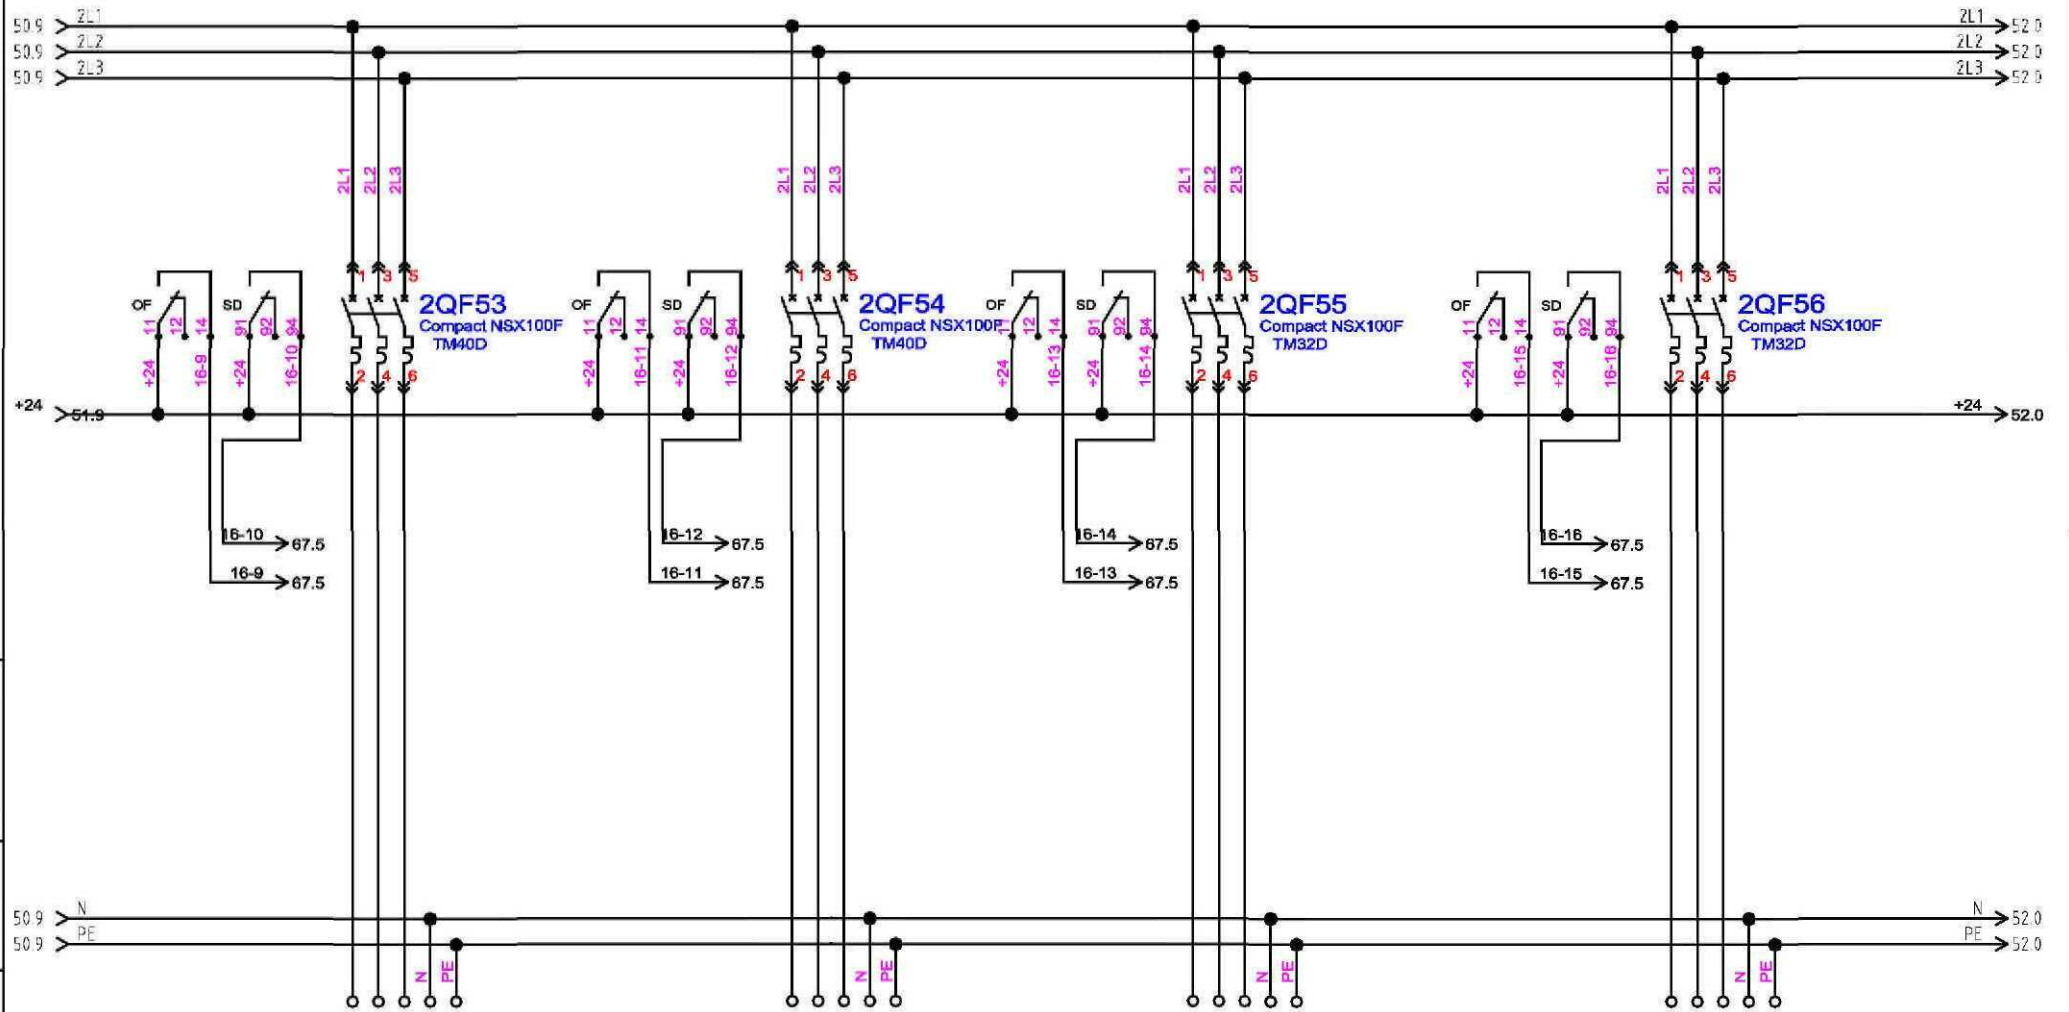 50.9 2L1 2L1 52.0
50.9 2L2 2L2 52.0
50.9 2L3 2L3 52.0
2L1 2L2 2L3 2L1 2L2 2L3 2L1 2L2 2L3 2L1 2L2 2L3
1 3 5 1 3 5 1 3 5 1 3 5
OF 11 12 14 SD 91 92 94 2QF53 OF 11 12 14 SD 91 92 94 2QF54 OF 11 12 14 SD 91 92 94 2QF55 OF 11 12 14 SD 91 92 94 2QF56
Compact NSX100F Compact NSX100F Compact NSX100F Compact NSX100F
TM40D TM40D TM32D TM32D
+24 16-9 +24 16-10 2 4 6 +24 16-11 +24 16-12 2 4 6 +24 16-13 +24 16-14 2 4 6 +24 16-15 +24 16-16 2 4 6
+24 51.9 +24 52.0
16-10 67.5 16-12 67.5 16-14 67.5 16-16 67.5
16-9 67.5 16-11 67.5 16-13 67.5 16-15 67.5
50.9 N N 52.0
50.9 PE PE 52.0
N PE N PE N PE N PE